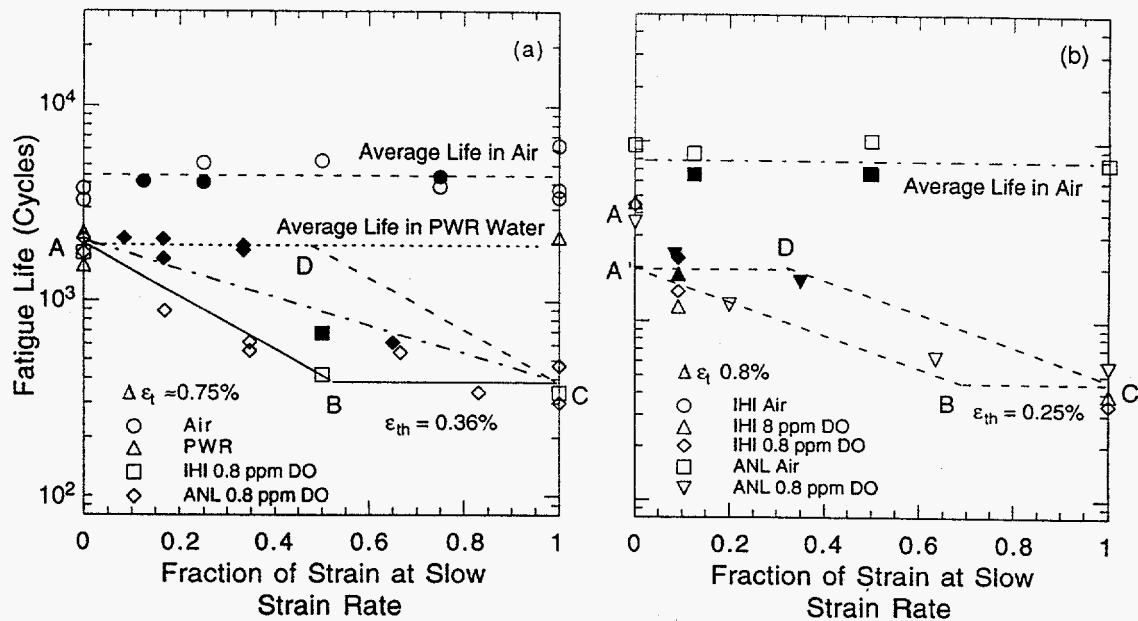 (a)
10⁴
Average Life in Air
Average Life in PWR Water
A
D
10³
Δ εt ≈0.75%
B
C
εth = 0.36%
Air
PWR
IHI 0.8 ppm DO
ANL 0.8 ppm DO
10²
0 0.2 0.4 0.6 0.8 1
Fatigue Life (Cycles)
Fraction of Strain at Slow
Strain Rate
(b)
Average Life in Air
A
D
A'
Δ εt 0.8%
B
C
εth = 0.25%
IHI Air
IHI 8 ppm DO
IHI 0.8 ppm DO
ANL Air
ANL 0.8 ppm DO
0 0.2 0.4 0.6 0.8 1
Fraction of Strain at Slow
Strain Rate